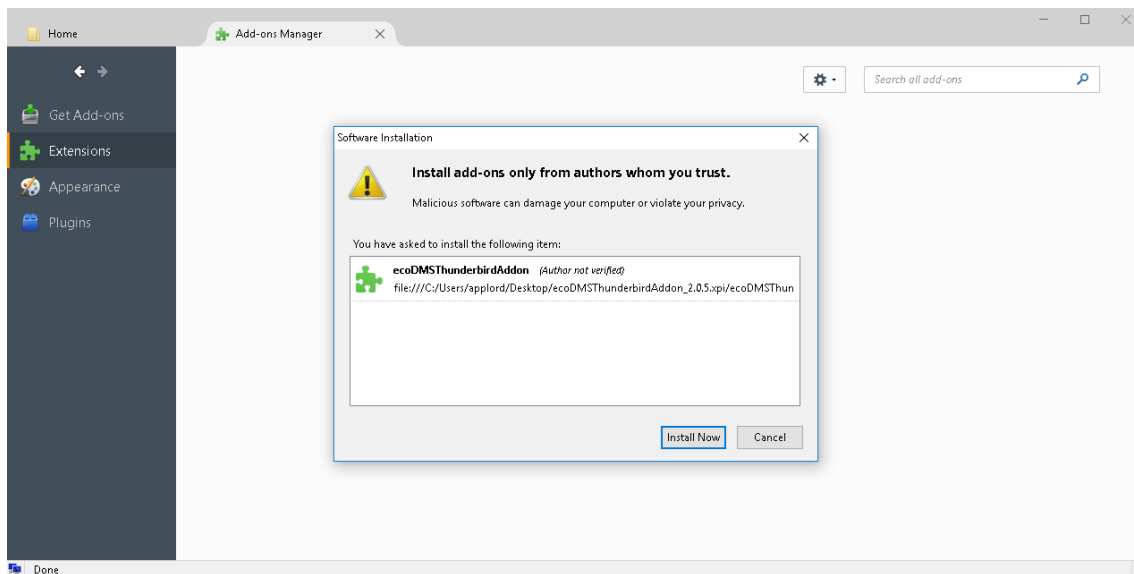 Home
Add-ons Manager
Search all add-ons
Get Add-ons
Extensions
Appearance
Plugins
Software Installation
Install add-ons only from authors whom you trust.
Malicious software can damage your computer or violate your privacy.
You have asked to install the following item:
ecoDMSThunderbirdAddon (Author not verified)
file:///C:/Users/applord/Desktop/ecoDMSThunderbirdAddon_2.0.5.xpi/ecoDMSThun
Install Now Cancel
Done